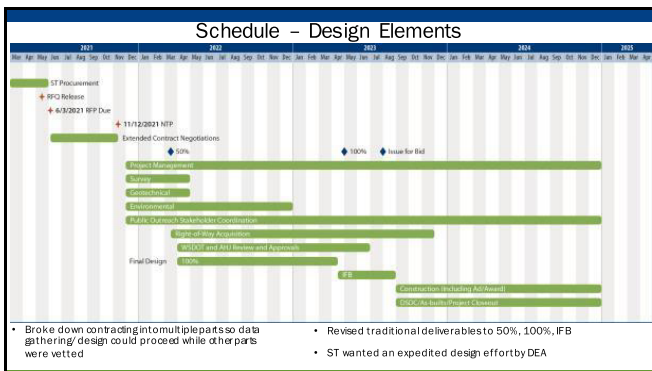 Schedule – Design Elements
2021 2022 2023 2024 2025
Mar Apr May Jun Jul Aug Sep Oct Nov Dec Jan Feb Mar Apr May Jun Jul Aug Sep Oct Nov Dec Jan Feb Mar Apr May Jun Jul Aug Sep Oct Nov Dec Jan Feb Mar Apr May Jun Jul Aug Sep Oct Nov Dec Jan Feb Mar Apr
ST Procurement
RFQ Release
6/3/2021 RFP Due
11/12/2021 NTP
Extended Contract Negotiations
50% 100% Issue for Bid
Project Management
Survey
Geotechnical
Environmental
Public Outreach Stakeholder Coordination
Right-of-Way Acquisition
WSDOT and AHJ Review and Approvals
Final Design 100%
IFB
Construction (Including Ad/Award)
DSDC/As-builts/Project Closeout
• Broke down contracting into multiple parts so data
gathering/ design could proceed while other parts
were vetted
• Revised traditional deliverables to 50%, 100%, IFB
• ST wanted an expedited design effort by DEA